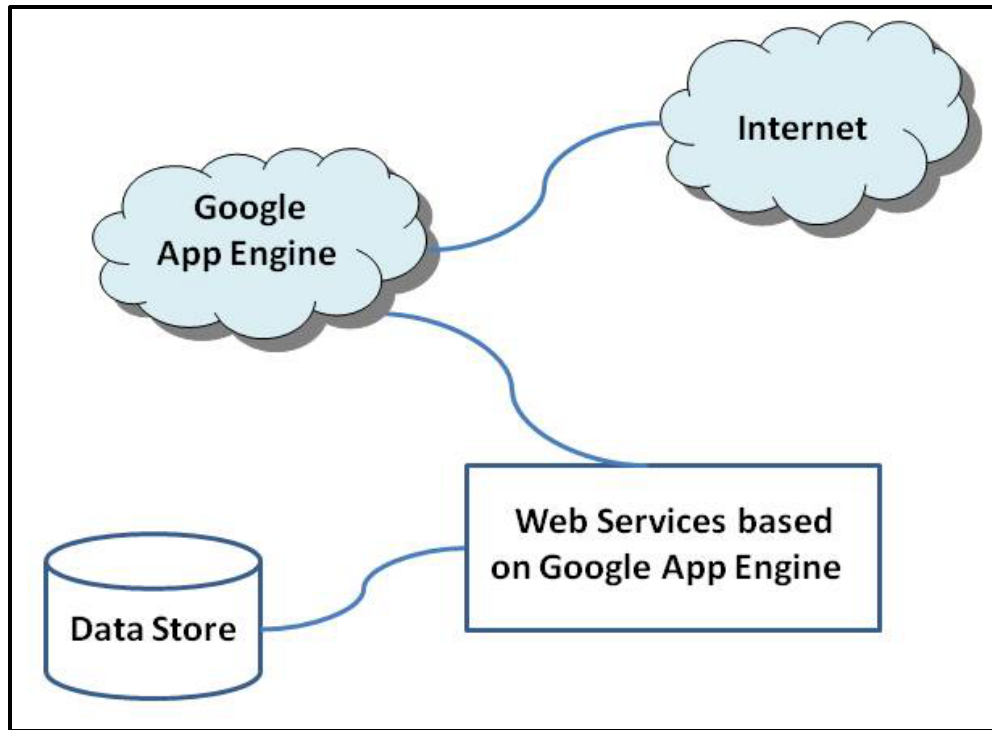 Internet
Google
App Engine
Web Services based
on Google App Engine
Data Store